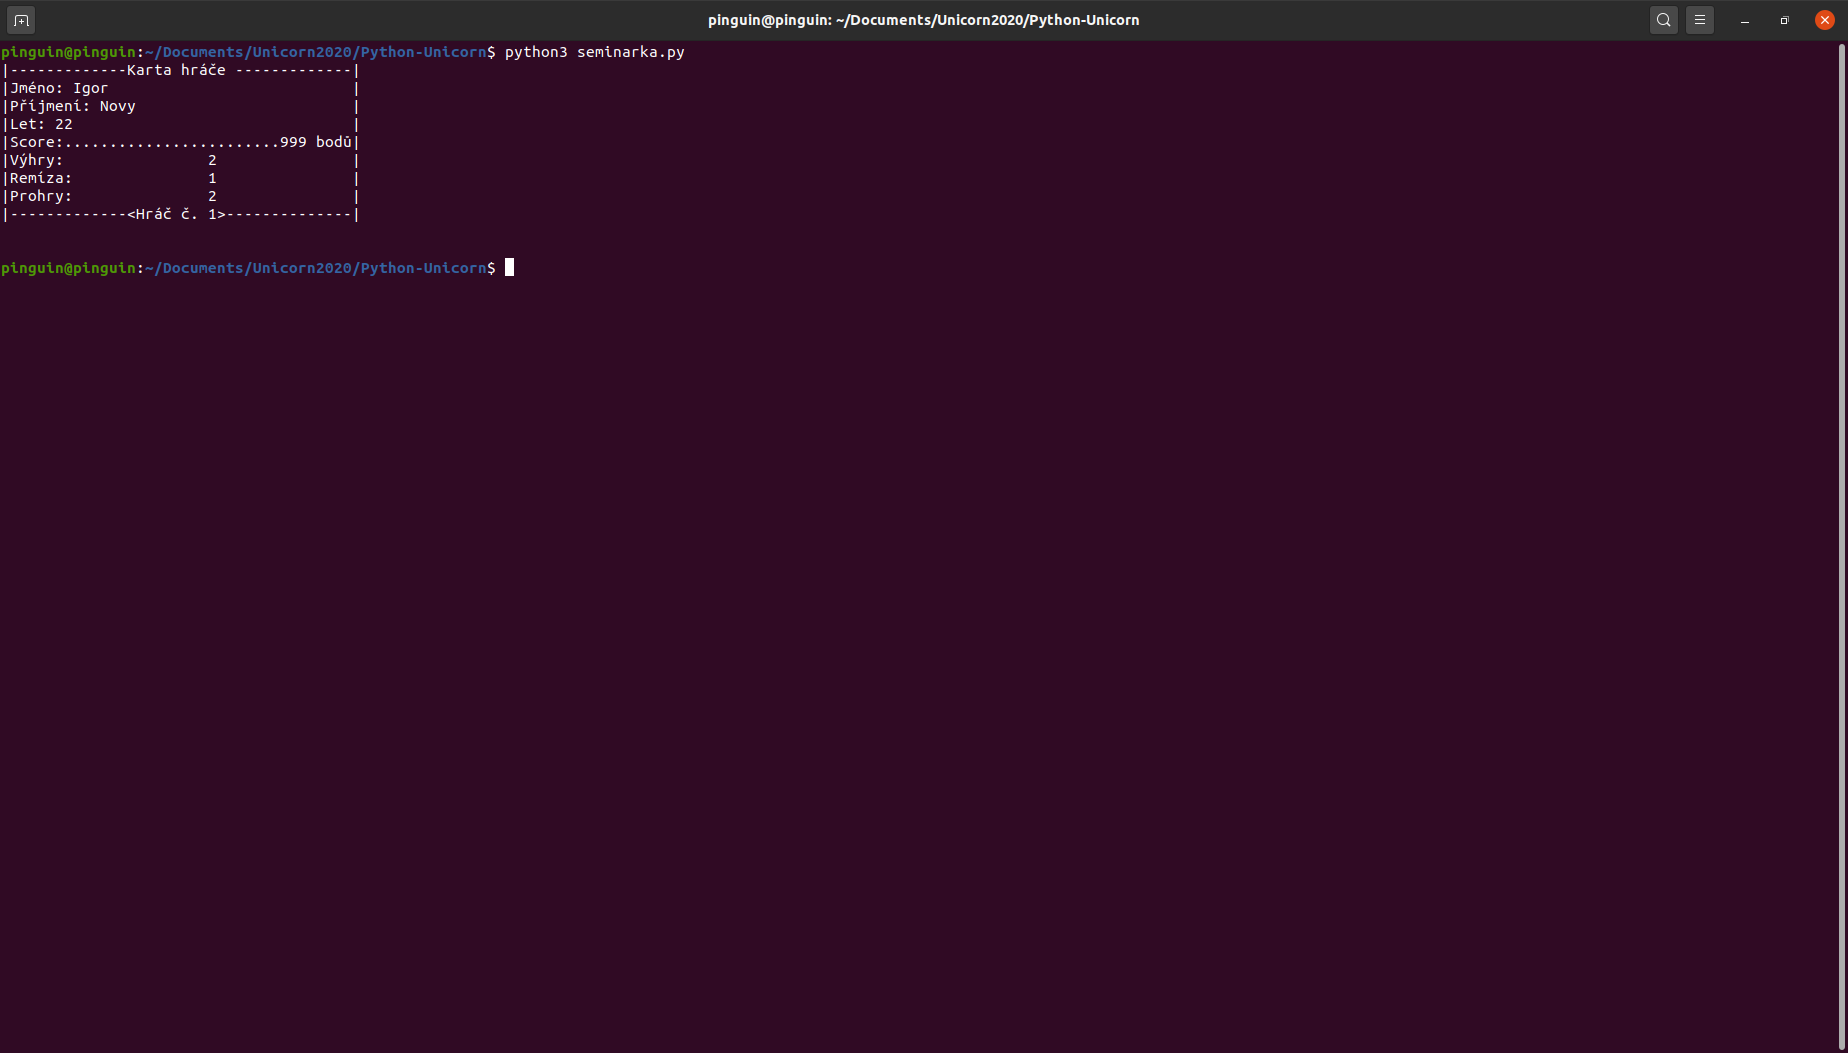 pinguin@pinguin: ~/Documents/Unicorn2020/Python-Unicorn
pinguin@pinguin:~/Documents/Unicorn2020/Python-Unicorn$ python3 seminarka.py
|-------------Karta hráče -------------|
|Jméno: Igor                           |
|Příjmení: Novy                        |
|Let: 22                               |
|Score:........................999 bodů|
|Výhry:                2               |
|Remíza:               1               |
|Prohry:               2               |
|-------------<Hráč č. 1>--------------|
pinguin@pinguin:~/Documents/Unicorn2020/Python-Unicorn$